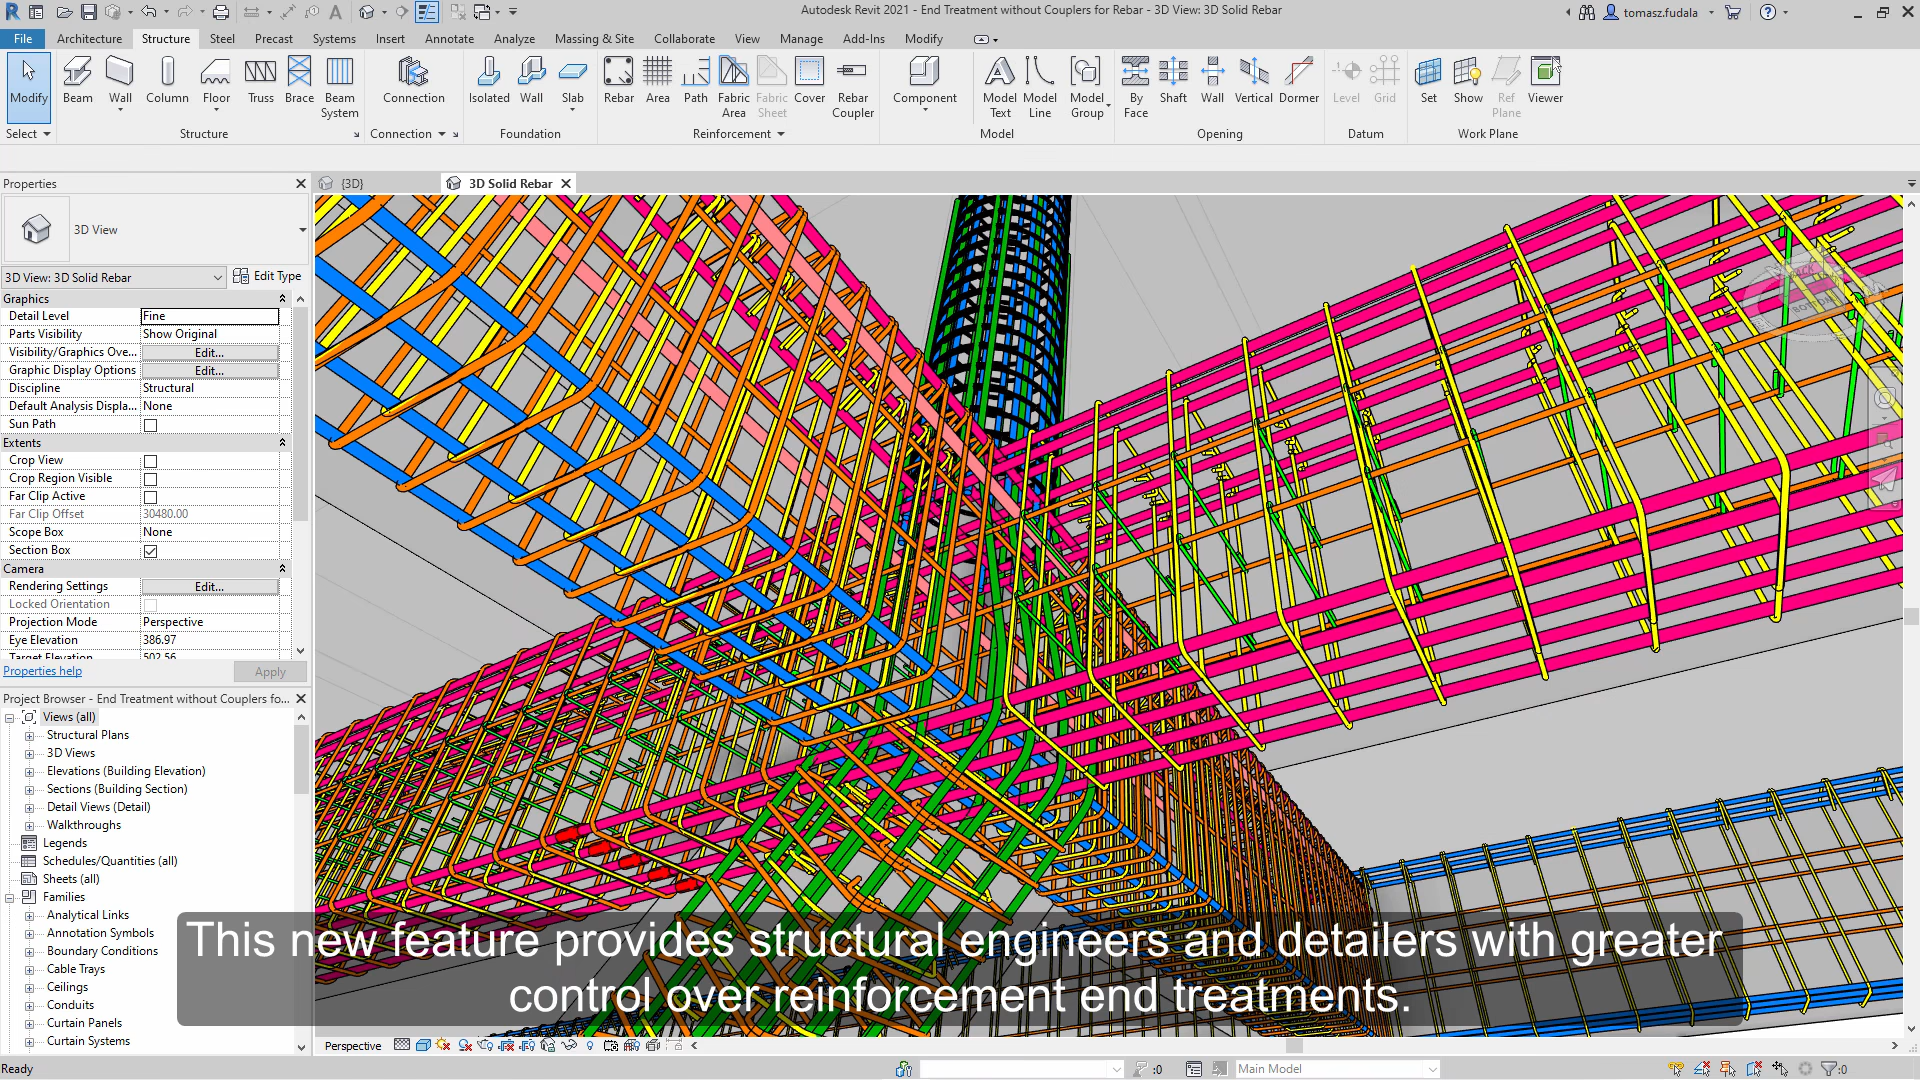 Autodesk Revit 2021 - End Treatment without Couplers for Rebar - 3D View: 3D Solid Rebar
tomasz.fudala
File Architecture Structure Steel Precast Systems Insert Annotate Analyze Massing & Site Collaborate View Manage Add-Ins Modify
Modify Beam Wall Column Floor Truss Brace Beam System Connection Isolated Wall Slab Rebar Area Path Fabric Area Fabric Sheet Cover Rebar Coupler Component Model Text Model Line Model Group By Face Shaft Wall Vertical Dormer Level Grid Set Show Ref Plane Viewer
Select Structure Connection Foundation Reinforcement Model Opening Datum Work Plane
Properties
{3D}
3D Solid Rebar
3D View
3D View: 3D Solid Rebar
Edit Type
Graphics
Detail Level Fine
Parts Visibility Show Original
Visibility/Graphics Ove... Edit...
Graphic Display Options Edit...
Discipline Structural
Default Analysis Displa... None
Sun Path
Extents
Crop View
Crop Region Visible
Far Clip Active
Far Clip Offset 30480.00
Scope Box None
Section Box
Camera
Rendering Settings Edit...
Locked Orientation
Projection Mode Perspective
Eye Elevation 386.97
Target Elevation 502.56
Properties help
Apply
Project Browser - End Treatment without Couplers fo...
Views (all)
Structural Plans
3D Views
Elevations (Building Elevation)
Sections (Building Section)
Detail Views (Detail)
Walkthroughs
Legends
Schedules/Quantities (all)
Sheets (all)
Families
Analytical Links
Annotation Symbols
Boundary Conditions
Cable Trays
Ceilings
Conduits
Curtain Panels
Curtain Systems
BACK
BOTTOM
This new feature provides structural engineers and detailers with greater
control over reinforcement end treatments.
Perspective
Ready
:0
Main Model
:0